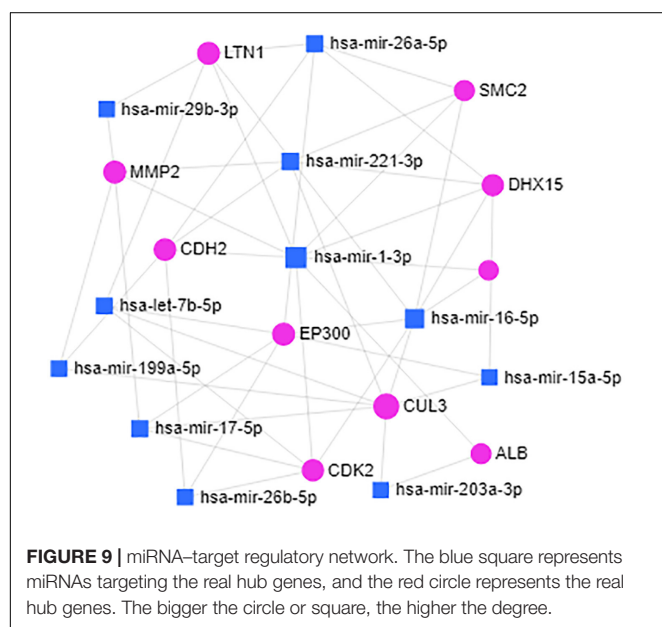 LTN1
hsa-mir-26a-5p
SMC2
hsa-mir-29b-3p
hsa-mir-221-3p
MMP2
DHX15
CDH2
hsa-mir-1-3p
hsa-let-7b-5p
hsa-mir-16-5p
EP300
hsa-mir-199a-5p
hsa-mir-15a-5p
CUL3
hsa-mir-17-5p
ALB
CDK2
hsa-mir-203a-3p
hsa-mir-26b-5p
FIGURE 9 | miRNA–target regulatory network. The blue square represents
miRNAs targeting the real hub genes, and the red circle represents the real
hub genes. The bigger the circle or square, the higher the degree.